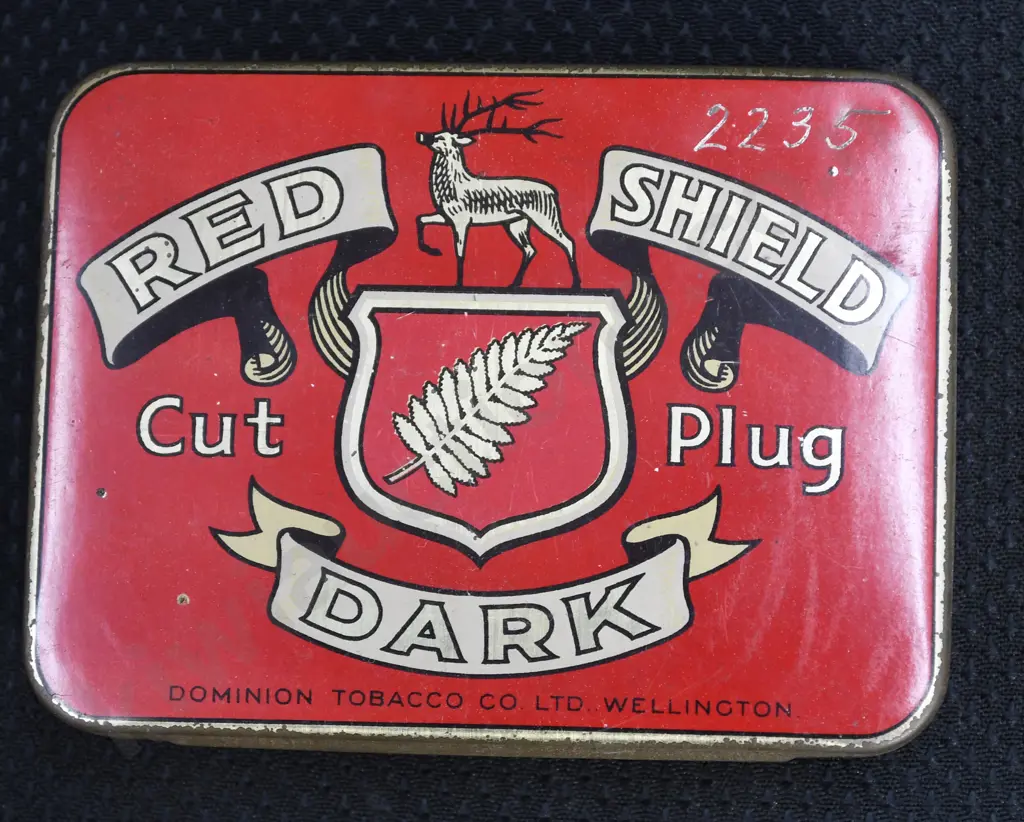 2235
RED SHIELD
Cut Plug
DARK
DOMINION TOBACCO CO. LTD. WELLINGTON.